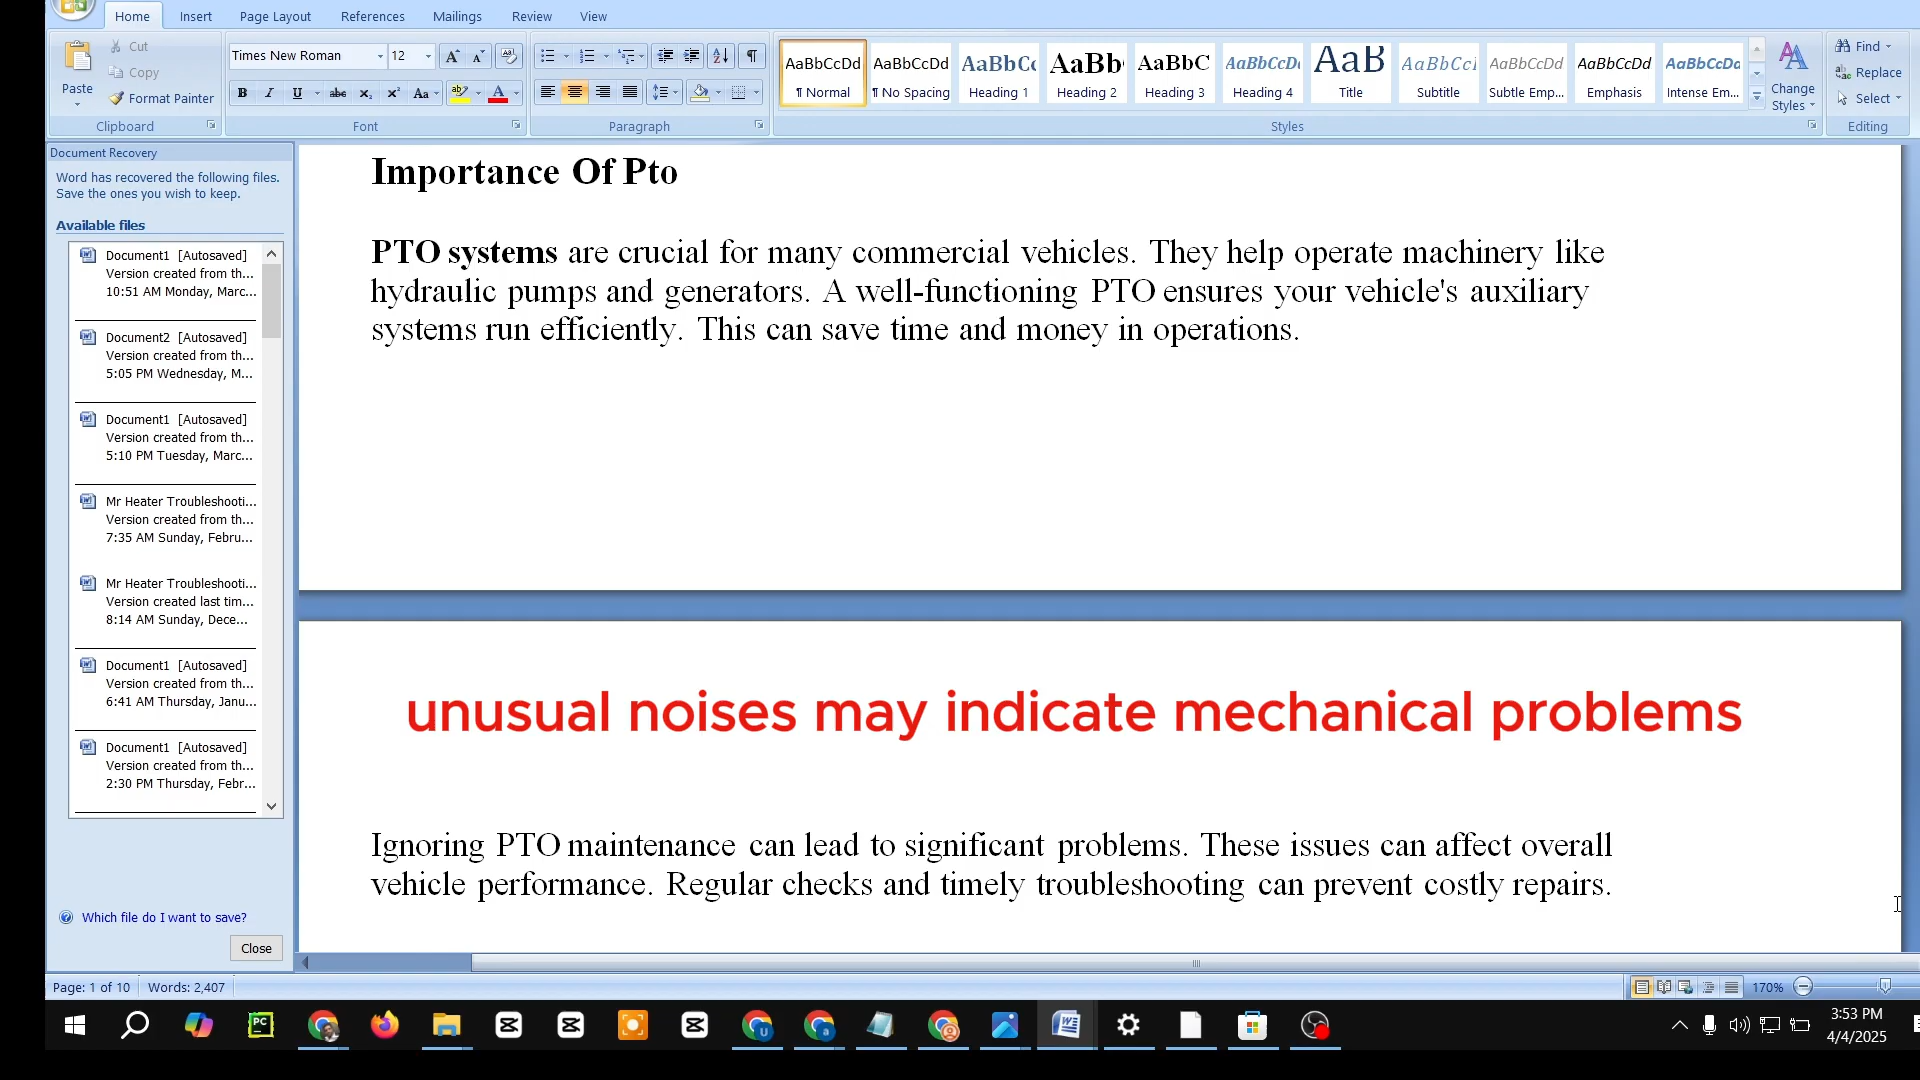 Home
Insert
Page Layout
References
Mailings
Review
View
Paste
Cut
Copy
Format Painter
Clipboard
Times New Roman
12
B I U abc x₂ x² Aa
Font
Paragraph
AaBbCcDd
¶ Normal
AaBbCcDd
¶ No Spacing
AaBbCc
Heading 1
AaBb
Heading 2
AaBbC
Heading 3
AaBbCcDc
Heading 4
AaB
Title
AaBbCcl
Subtitle
AaBbCcDd
Subtle Emp...
AaBbCcDd
Emphasis
AaBbCcDc
Intense Em...
Change
Styles
Styles
Find
Replace
Select
Editing
Document Recovery
Word has recovered the following files.
Save the ones you wish to keep.
Available files
Document1 [Autosaved]
Version created from th...
10:51 AM Monday, Marc...
Document2 [Autosaved]
Version created from th...
5:05 PM Wednesday, M...
Document1 [Autosaved]
Version created from th...
5:10 PM Tuesday, Marc...
Mr Heater Troubleshooti...
Version created from th...
7:35 AM Sunday, Febru...
Mr Heater Troubleshooti...
Version created last tim...
8:14 AM Sunday, Dece...
Document1 [Autosaved]
Version created from th...
6:41 AM Thursday, Janu...
Document1 [Autosaved]
Version created from th...
2:30 PM Thursday, Febr...
Which file do I want to save?
Close
Importance Of Pto
PTO systems are crucial for many commercial vehicles. They help operate machinery like
hydraulic pumps and generators. A well-functioning PTO ensures your vehicle's auxiliary
systems run efficiently. This can save time and money in operations.
unusual noises may indicate mechanical problems
Ignoring PTO maintenance can lead to significant problems. These issues can affect overall
vehicle performance. Regular checks and timely troubleshooting can prevent costly repairs.
Page: 1 of 10
Words: 2,407
170%
3:53 PM
4/4/2025